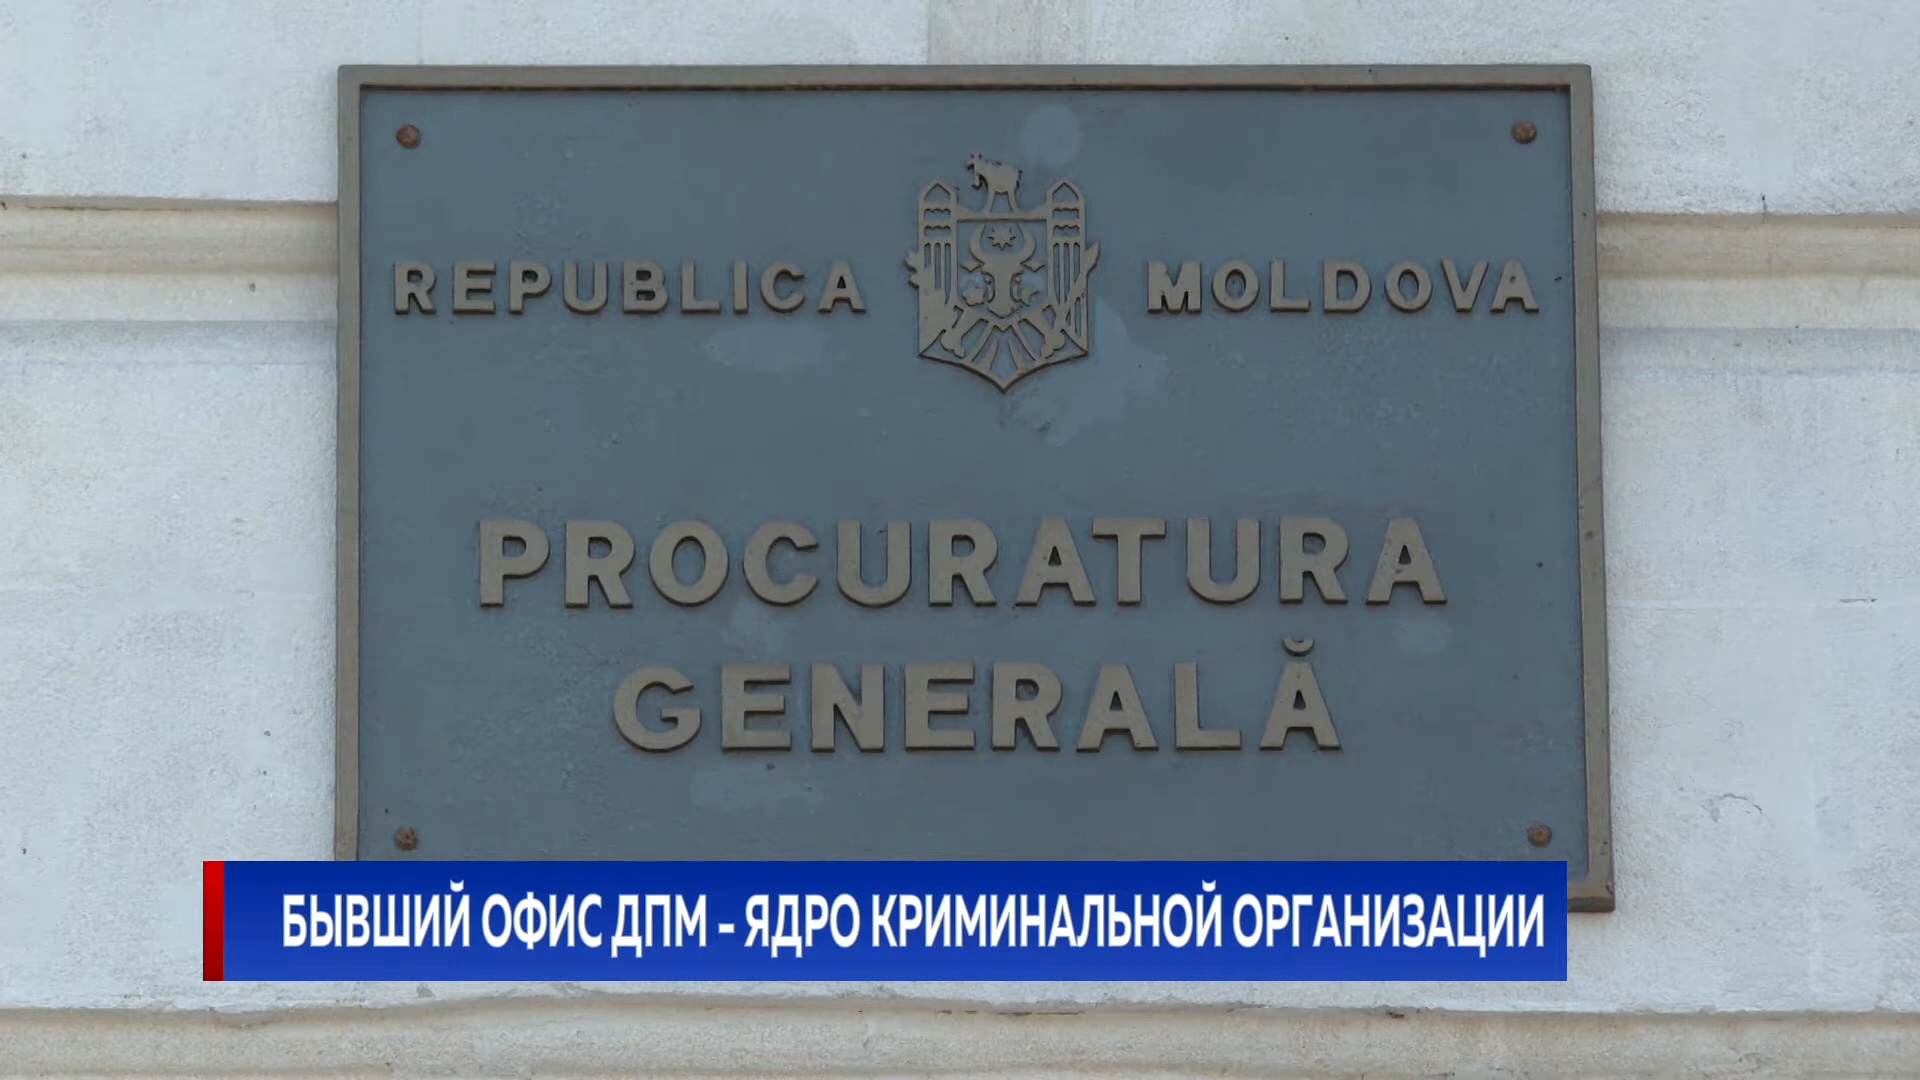 REPUBLICA MOLDOVA
PROCURATURA
GENERALĂ
БЫВШИЙ ОФИС ДПМ - ЯДРО КРИМИНАЛЬНОЙ ОРГАНИЗАЦИИ